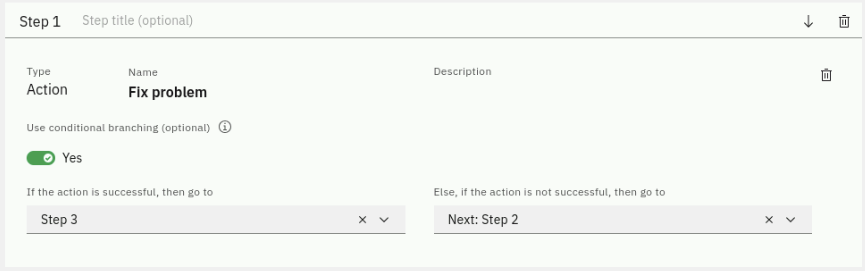 Step 1 Step title (optional)
Type Name Description
Action Fix problem
Use conditional branching (optional)
Yes
If the action is successful, then go to Else, if the action is not successful, then go to
Step 3 Next: Step 2